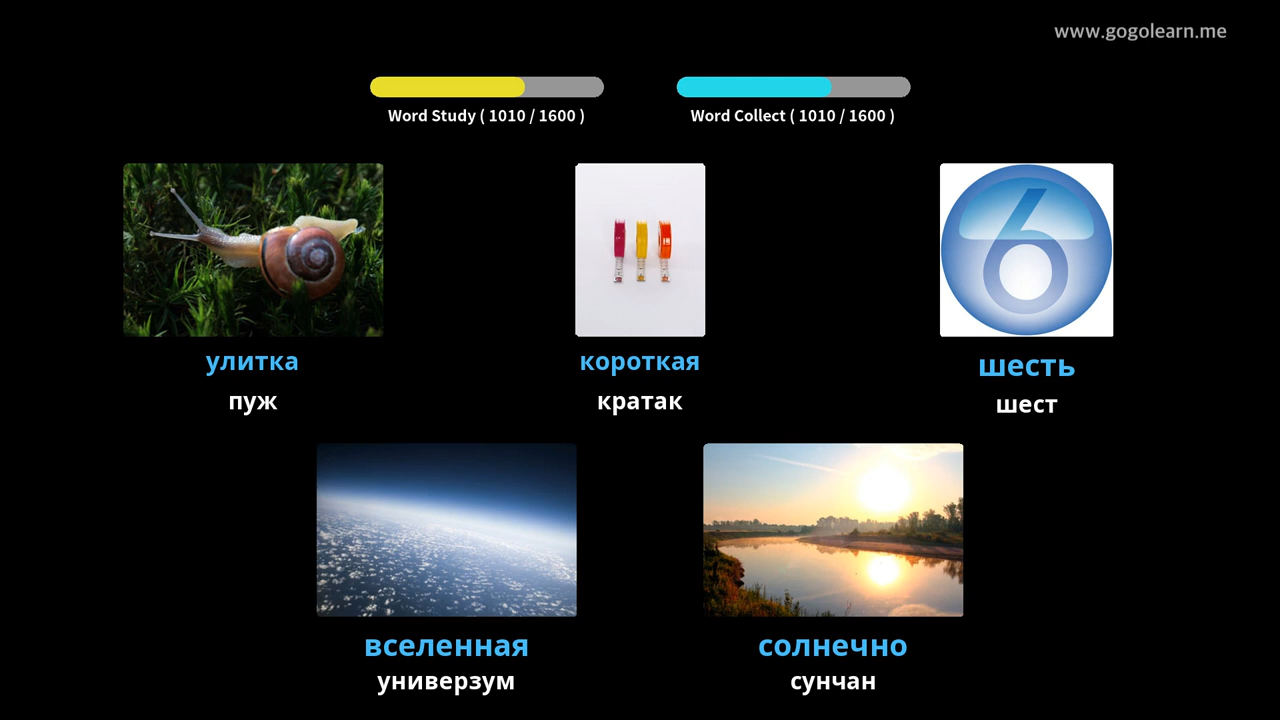 www.gogolearn.me
Word Study ( 1010 / 1600 )
Word Collect ( 1010 / 1600 )
6
улитка
пуж
короткая
кратак
шесть
шест
вселенная
универзум
солнечно
сунчан